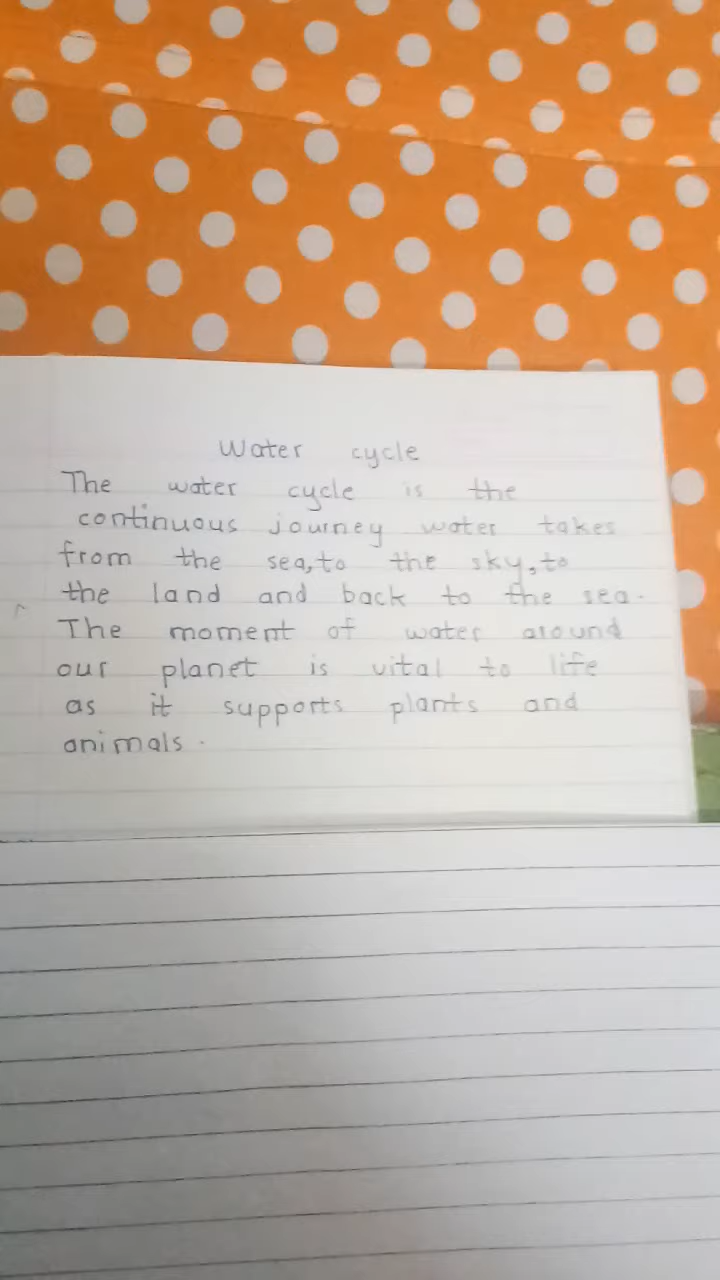 Water cycle
The water cycle is the
continuous journey water takes
from the sea, to the sky, to
the land and back to the sea.
The moment of water around
our planet is vital to life
as it supports plants and
animals.